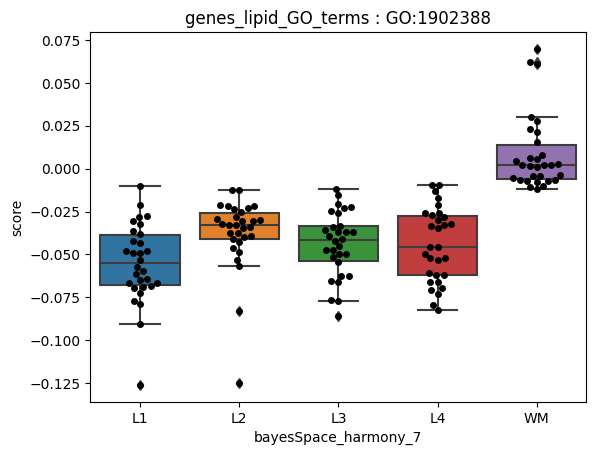 genes_lipid_GO_terms : GO:1902388
0.075
0.050
0.025
0.000
−0.025
−0.050
−0.075
−0.100
−0.125
score
L1 L2 L3 L4 WM
bayesSpace_harmony_7